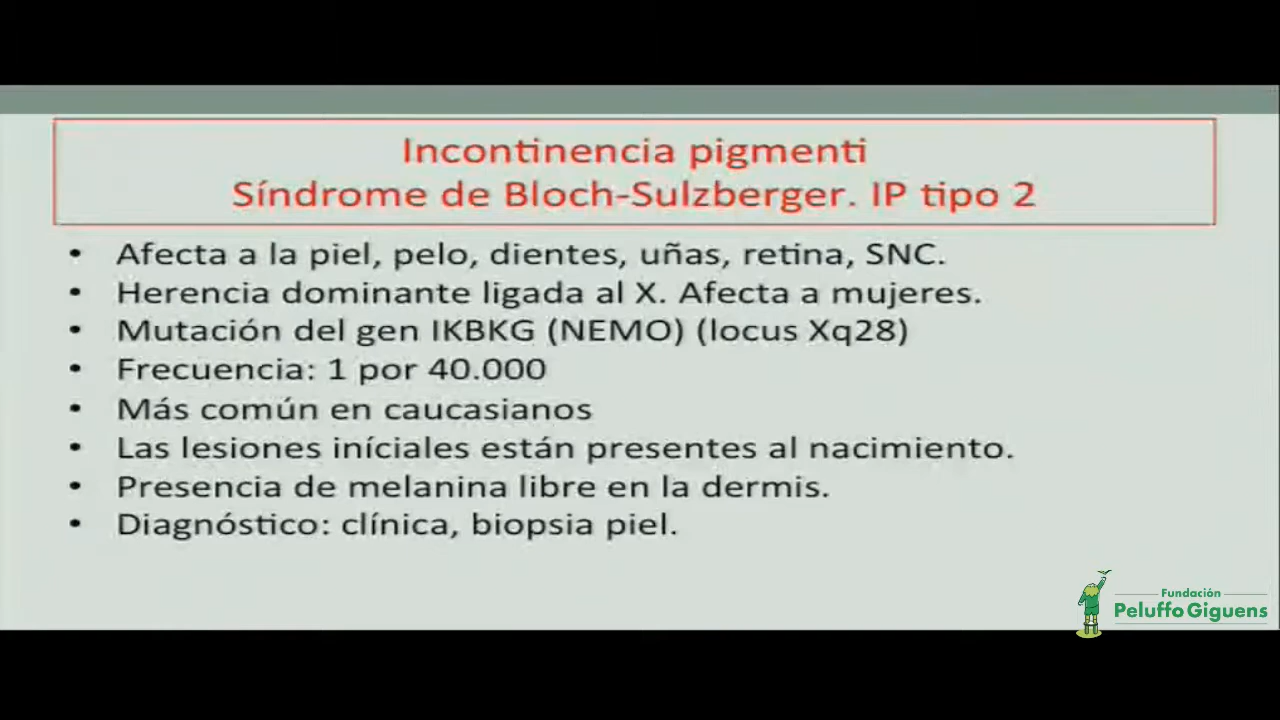 Incontinencia pigmenti
Síndrome de Bloch-Sulzberger. IP tipo 2
• Afecta a la piel, pelo, dientes, uñas, retina, SNC.
• Herencia dominante ligada al X. Afecta a mujeres.
• Mutación del gen IKBKG (NEMO) (locus Xq28)
• Frecuencia: 1 por 40.000
• Más común en caucasianos
• Las lesiones iníciales están presentes al nacimiento.
• Presencia de melanina libre en la dermis.
• Diagnóstico: clínica, biopsia piel.
Fundación
Peluffo Giguens